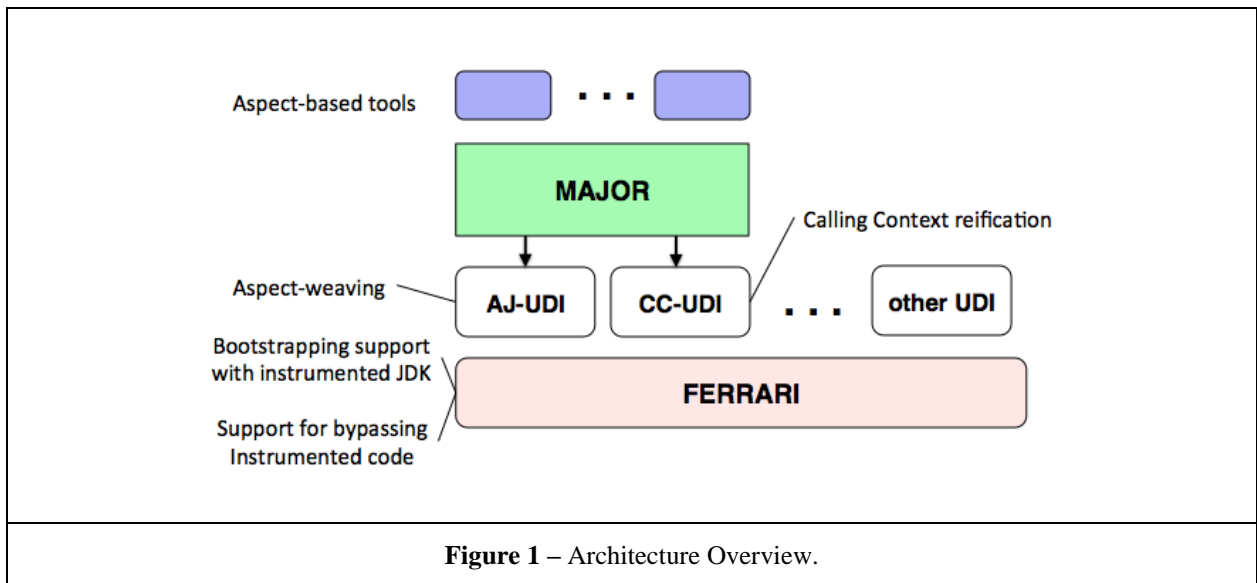 Aspect-based tools
. . .
MAJOR
Calling Context reification
Aspect-weaving
AJ-UDI
CC-UDI
. . .
other UDI
Bootstrapping support
with instrumented JDK
FERRARI
Support for bypassing
Instrumented code
Figure 1 – Architecture Overview.